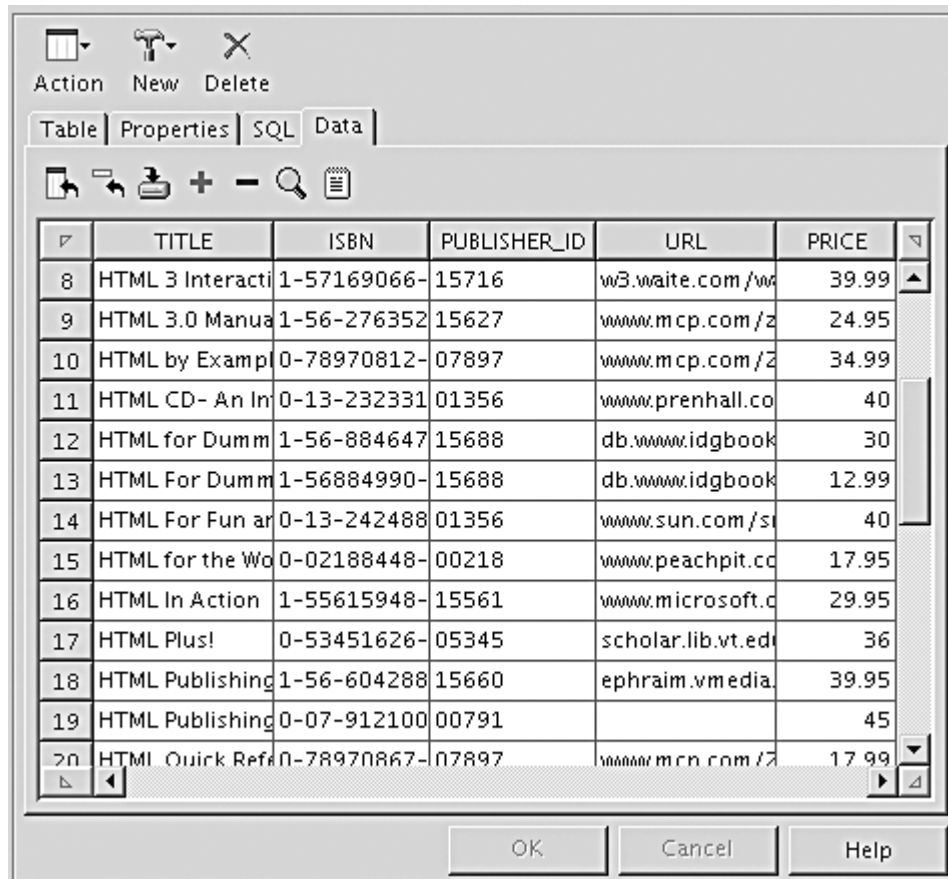 Action New Delete
Table Properties SQL Data
TITLE ISBN PUBLISHER_ID URL PRICE
8 HTML 3 Interacti 1-57169066- 15716 w3.waite.com/wa 39.99
9 HTML 3.0 Manua 1-56-276352 15627 www.mcp.com/z 24.95
10 HTML by Exampl 0-78970812- 07897 www.mcp.com/Z 34.99
11 HTML CD- An In 0-13-232331 01356 www.prenhall.co 40
12 HTML for Dumm 1-56-884647 15688 db.www.idgbook 30
13 HTML For Dumm 1-56884990- 15688 db.www.idgbook 12.99
14 HTML For Fun an 0-13-242488 01356 www.sun.com/s 40
15 HTML for the Wo 0-02188448- 00218 www.peachpit.co 17.95
16 HTML In Action 1-55615948- 15561 www.microsoft.c 29.95
17 HTML Plus! 0-53451626- 05345 scholar.lib.vt.edu 36
18 HTML Publishing 1-56-604288 15660 ephraim.vmedia. 39.95
19 HTML Publishing 0-07-912100 00791 45
20 HTML Quick Refe 0-78970867- 07897 www.mcp.com/Z 17.99
OK Cancel Help